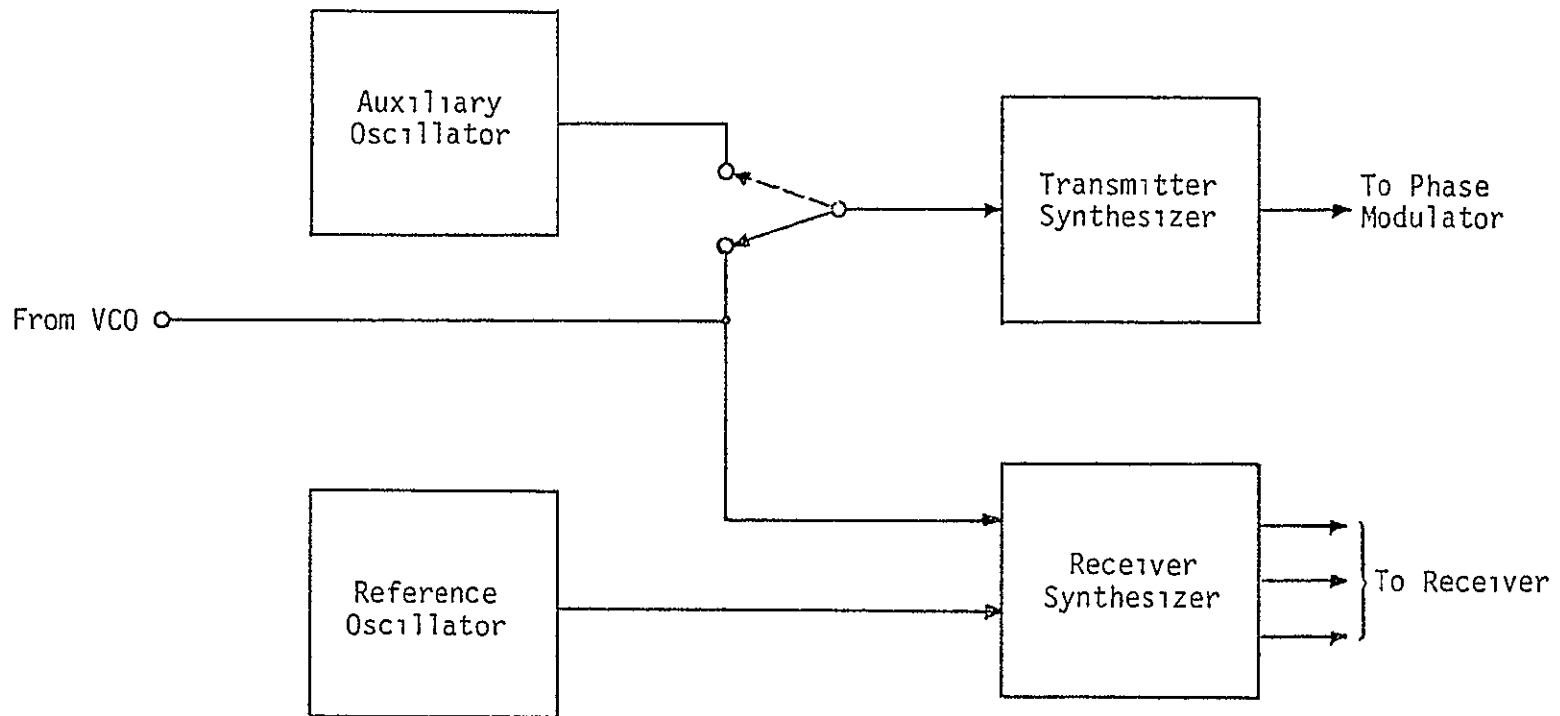 Auxiliary
Oscillator
Transmitter
Synthesizer
To Phase
Modulator
From VCO
Reference
Oscillator
Receiver
Synthesizer
To Receiver